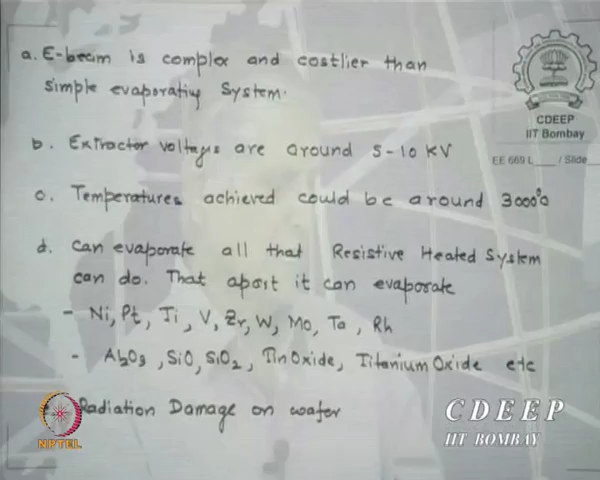 a. E-beam is complex and costlier than
simple evaporating System.
CDEEP
IIT Bombay
b. Extractor voltages are around 5-10 KV
EE 669 L____/ Slide___
c. Temperatures achieved could be around 3000°C
d. Can evaporate all that Resistive Heated System
can do. That apart it can evaporate
- Ni, Pt, Ti, V, Zr, W, Mo, Ta, Rh
- Al2O3, SiO, SiO2, Tin Oxide, Titanium Oxide etc
Radiation Damage on wafer
NPTEL
CDEEP
IIT BOMBAY